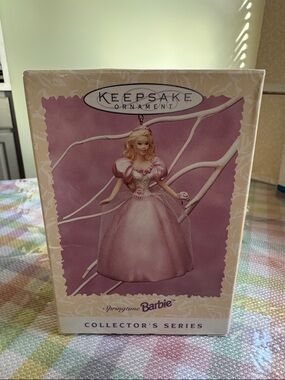 KEEPSAKE
ORNAMENT
Springtime Barbie
COLLECTOR'S SERIES